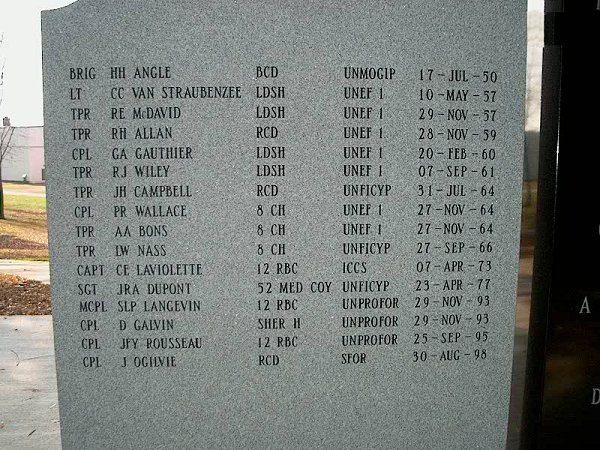 BRIG HH ANGLE BCD UNMOGIP 17-JUL-50
LT CC VAN STRAUBENZEE LDSH UNEF 1 10-MAY-57
TPR RE McDAVID LDSH UNEF 1 29-NOV-57
TPR RH ALLAN RCD UNEF 1 28-NOV-59
CPL GA GAUTHIER LDSH UNEF 1 20-FEB-60
TPR RJ WILEY LDSH UNEF 1 07-SEP-61
TPR JH CAMPBELL RCD UNFICYP 31-JUL-64
CPL PR WALLACE 8 CH UNEF 1 27-NOV-64
TPR AA BONS 8 CH UNEF 1 27-NOV-64
TPR LW NASS 8 CH UNFICYP 27-SEP-66
CAPT CE LAVIOLETTE 12 RBC ICCS 07-APR-73
SGT JRA DUPONT 52 MED COY UNFICYP 23-APR-77
MCPL SLP LANGEVIN 12 RBC UNPROFOR 29-NOV-93
CPL D GALVIN SHER H UNPROFOR 29-NOV-93
CPL JFY ROUSSEAU 12 RBC UNPROFOR 25-SEP-95
CPL J OGILVIE RCD SFOR 30-AUG-98
A
D